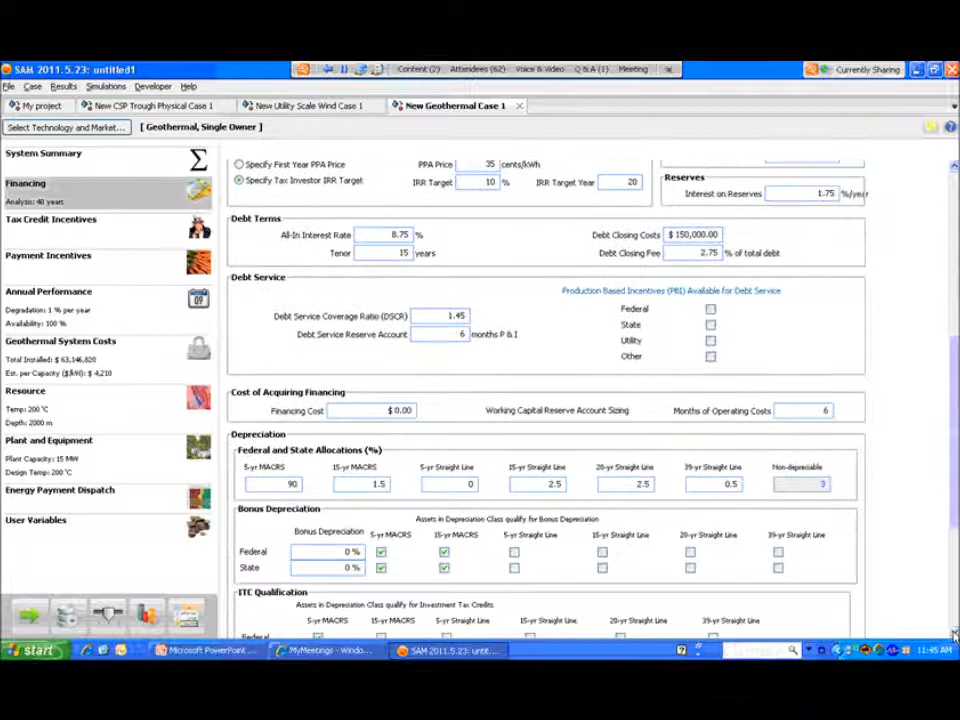 SAM 2011.5.23: untitled1
Content (2) Attendees (62) Voice & Video Q & A (1) Meeting
Currently Sharing
File Case Results Simulations Developer Help
My project New CSP Trough Physical Case 1 New Utility Scale Wind Case 1 New Geothermal Case 1
Select Technology and Market... [ Geothermal, Single Owner ]
System Summary
Financing
Analysis: 40 years
Tax Credit Incentives
Payment Incentives
Annual Performance
Degradation: 1 % per year
Availability: 100 %
Geothermal System Costs
Total Installed: $ 63,146,820
Est. per Capacity ($/kW): $ 4,210
Resource
Temp: 200 °C
Depth: 2000 m
Plant and Equipment
Plant Capacity: 15 MW
Design Temp: 200 °C
Energy Payment Dispatch
User Variables
Specify First Year PPA Price PPA Price 35 cents/kWh
Specify Tax Investor IRR Target IRR Target 10 % IRR Target Year 20
Reserves
Interest on Reserves 1.75 %/year
Debt Terms
All-In Interest Rate 8.75 % Debt Closing Costs $ 150,000.00
Tenor 15 years Debt Closing Fee 2.75 % of total debt
Debt Service
Production Based Incentives (PBI) Available for Debt Service
Debt Service Coverage Ratio (DSCR) 1.45
Debt Service Reserve Account 6 months P & I
Federal
State
Utility
Other
Cost of Acquiring Financing
Financing Cost $ 0.00 Working Capital Reserve Account Sizing Months of Operating Costs 6
Depreciation
Federal and State Allocations (%)
5-yr MACRS 15-yr MACRS 5-yr Straight Line 15-yr Straight Line 20-yr Straight Line 39-yr Straight Line Non-depreciable
90 1.5 0 2.5 2.5 0.5 3
Bonus Depreciation
Assets in Depreciation Class qualify for Bonus Depreciation
Bonus Depreciation 5-yr MACRS 15-yr MACRS 5-yr Straight Line 15-yr Straight Line 20-yr Straight Line 39-yr Straight Line
Federal 0 %
State 0 %
ITC Qualification
Assets in Depreciation Class qualify for Investment Tax Credits
5-yr MACRS 15-yr MACRS 5-yr Straight Line 15-yr Straight Line 20-yr Straight Line 39-yr Straight Line
Federal
start Microsoft PowerPoint ... MyMeetings - Windo... SAM 2011.5.23: untit... 11:45 AM